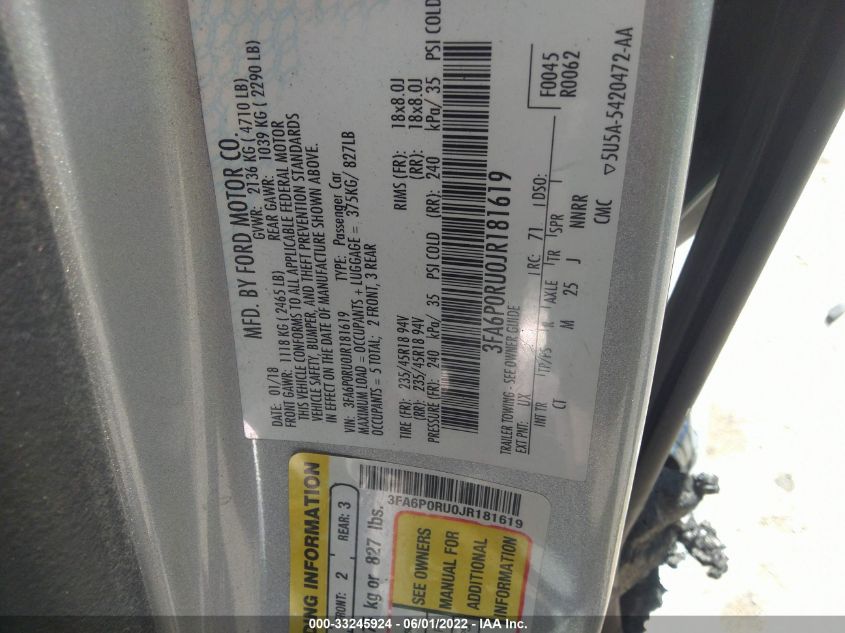 MFD. BY FORD MOTOR CO.
DATE: 01/18 GVWR: 2136 KG ( 4710 LB)
FRONT GAWR: 1118 KG ( 2465 LB) REAR GAWR: 1039 KG ( 2290 LB)
THIS VEHICLE CONFORMS TO ALL APPLICABLE FEDERAL MOTOR
VEHICLE SAFETY, BUMPER, AND THEFT PREVENTION STANDARDS
IN EFFECT ON THE DATE OF MANUFACTURE SHOWN ABOVE.
VIN: 3FA6P0RU0JR181619 TYPE: Passenger Car
MAXIMUM LOAD = OCCUPANTS + LUGGAGE = 375KG/ 827LB
OCCUPANTS = 5 TOTAL; 2 FRONT, 3 REAR
TIRE (FR): 235/45R18 94V RIMS (FR): 18x8.0J
(RR): 235/45R18 94V (RR): 18x8.0J
PRESSURE (FR): 240 kPa/ 35 PSI COLD (RR): 240 kPa/ 35 PSI COLD
3FA6P0RU0JR181619
TRAILER TOWING - SEE OWNER GUIDE
EXT PNT: UX RC: 71 DSO: F0045
R0062
INT TR TP/PS R AXLE TR SPR
CT M 25 J NNRR
CMC
5U5A-5420472-AA
ING INFORMATION
FRONT: 2 REAR: 3
kg or 827 lbs.
3FA6P0RU0JR181619
SEE OWNERS
MANUAL FOR
ADDITIONAL
INFORMATION
000-33245924 - 06/01/2022 - IAA Inc.